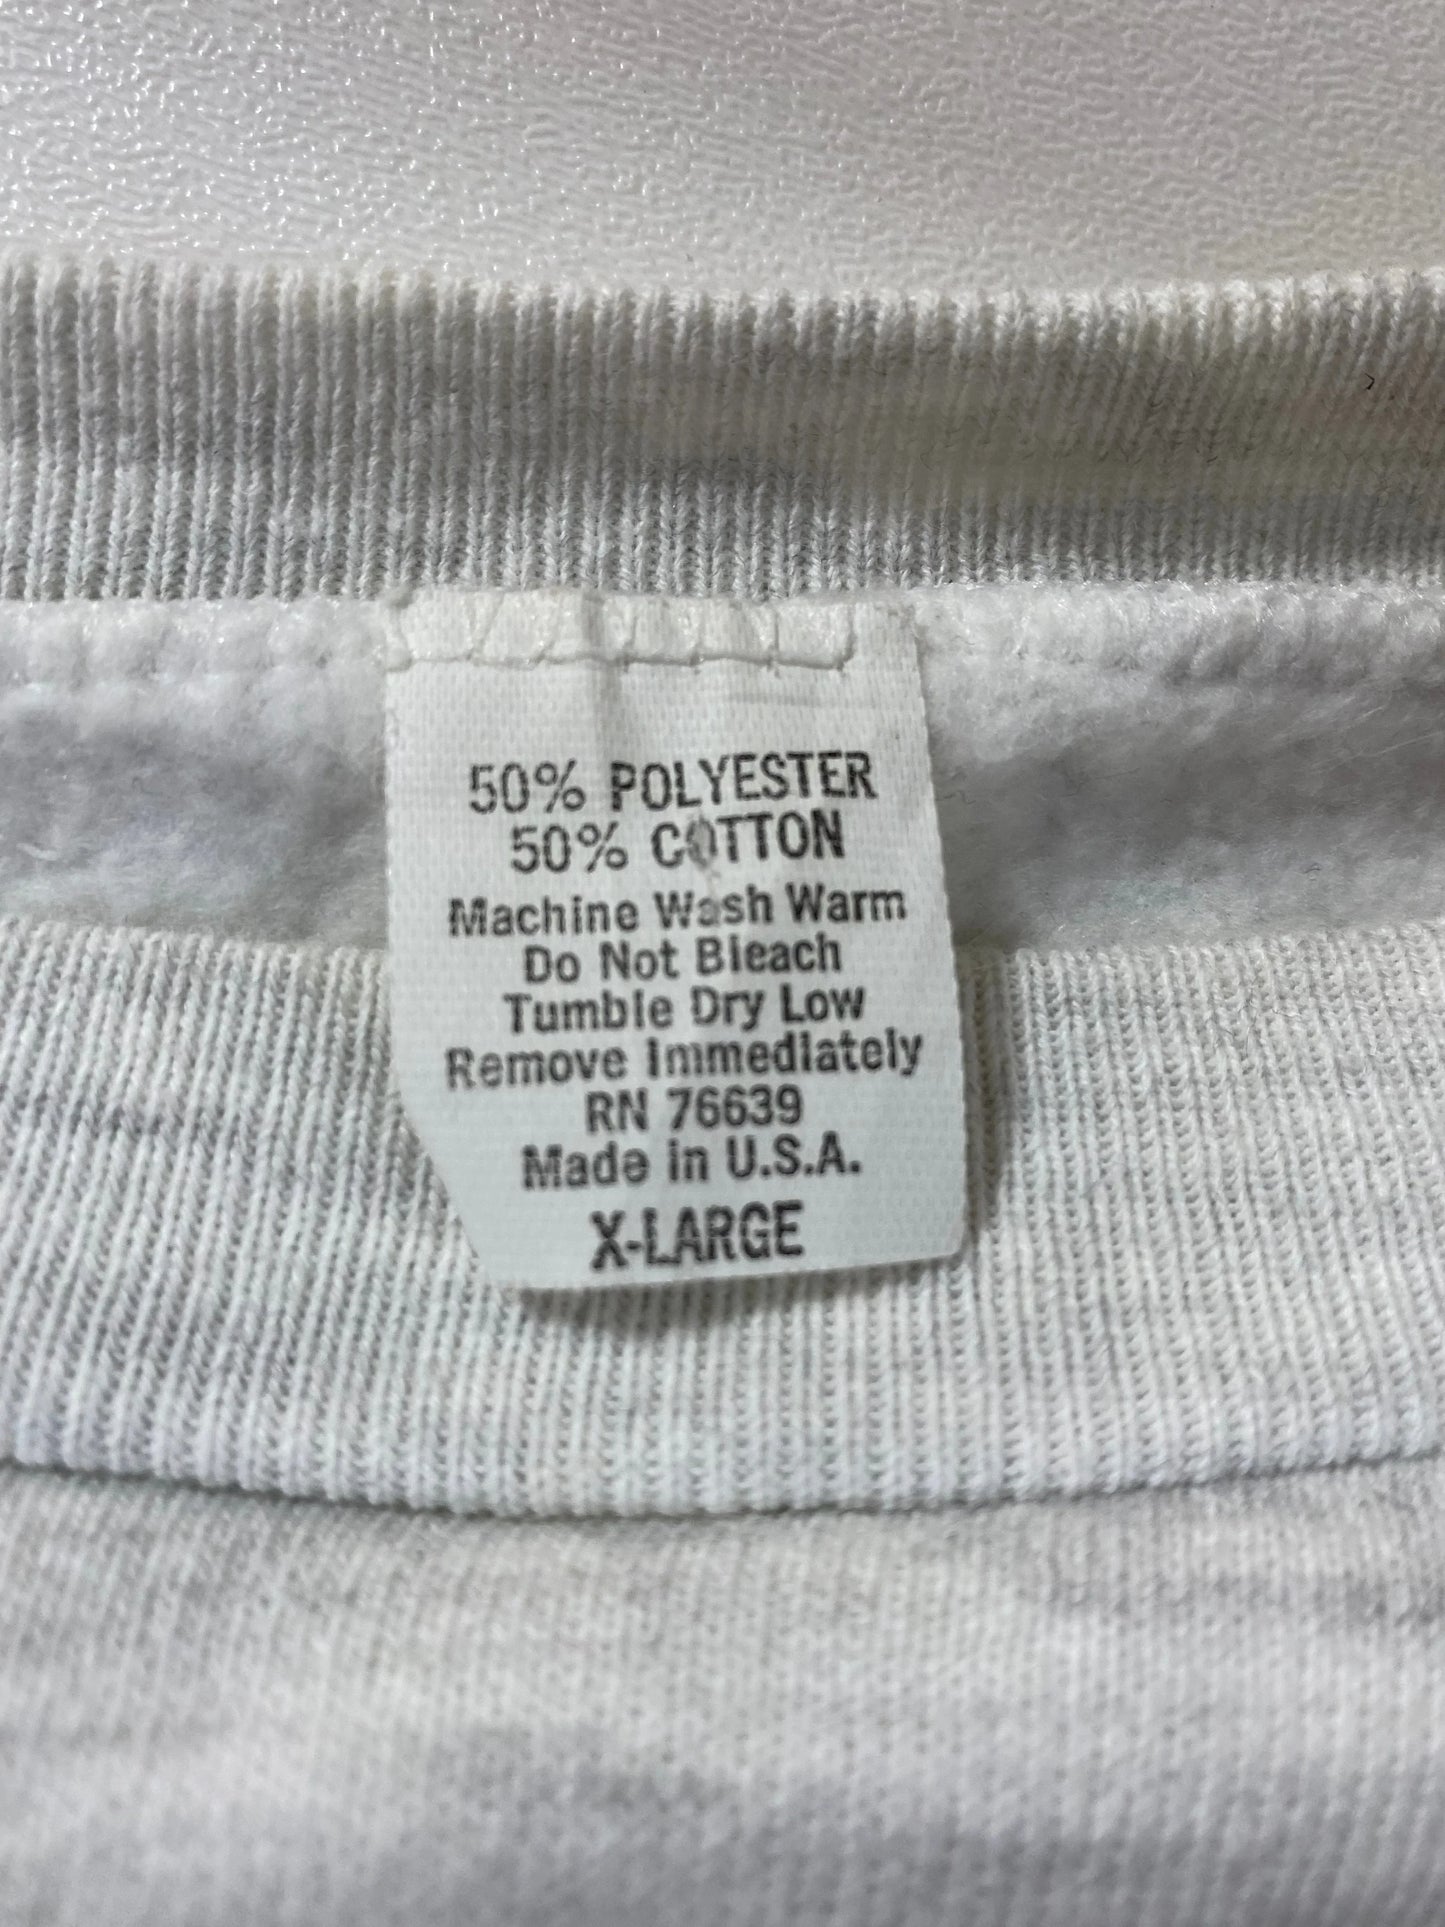 50% POLYESTER
50% COTTON
Machine Wash Warm
Do Not Bleach
Tumble Dry Low
Remove Immediately
RN 76639
Made in U.S.A.
X-LARGE